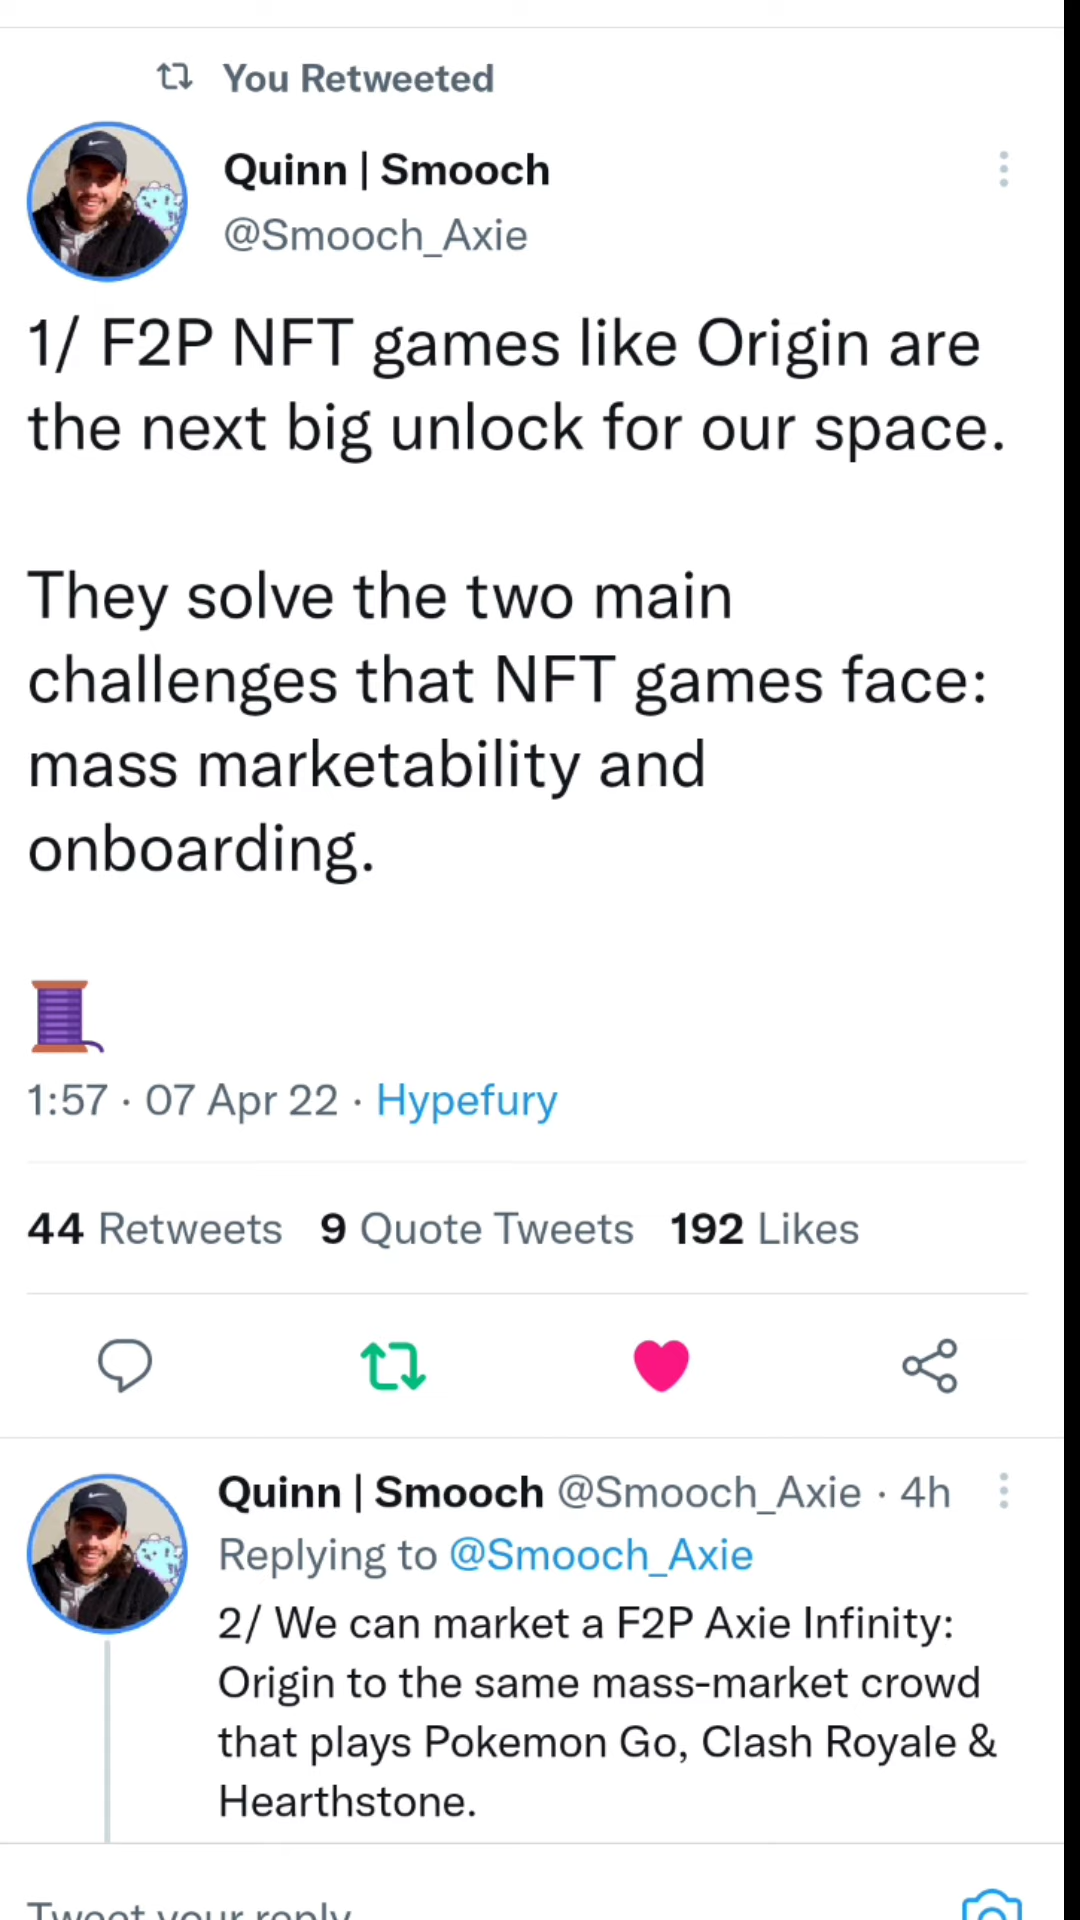 You Retweeted
Quinn | Smooch
@Smooch_Axie
1/ F2P NFT games like Origin are
the next big unlock for our space.
They solve the two main
challenges that NFT games face:
mass marketability and
onboarding.
1:57 · 07 Apr 22 · Hypefury
44 Retweets 9 Quote Tweets 192 Likes
Quinn | Smooch @Smooch_Axie · 4h
Replying to @Smooch_Axie
2/ We can market a F2P Axie Infinity:
Origin to the same mass-market crowd
that plays Pokemon Go, Clash Royale &
Hearthstone.
Tweet your reply